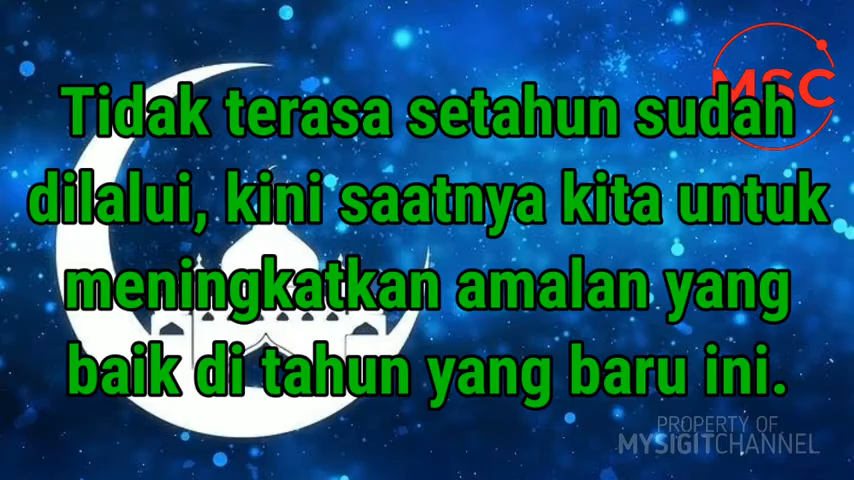 MSC
Tidak terasa setahun sudah
dilalui, kini saatnya kita untuk
meningkatkan amalan yang
baik di tahun yang baru ini.
PROPERTY OF
MYSIGITCHANNEL